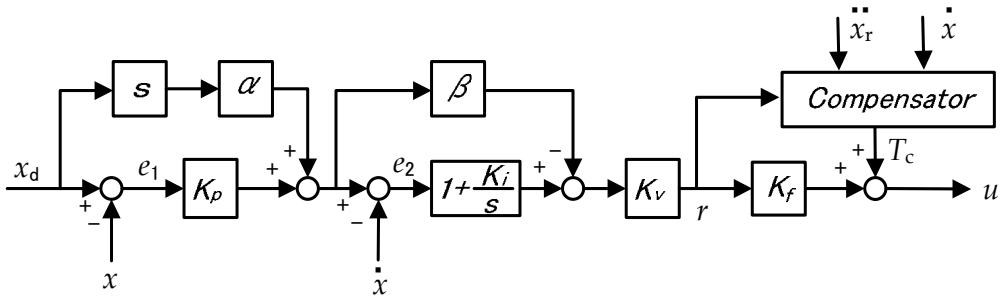 ẍr ẋ
s α β Compensator
xd + − e1 Kp + + + − e2 1+Ki/s + − Kv r Kf + + Tc u
x ẋ